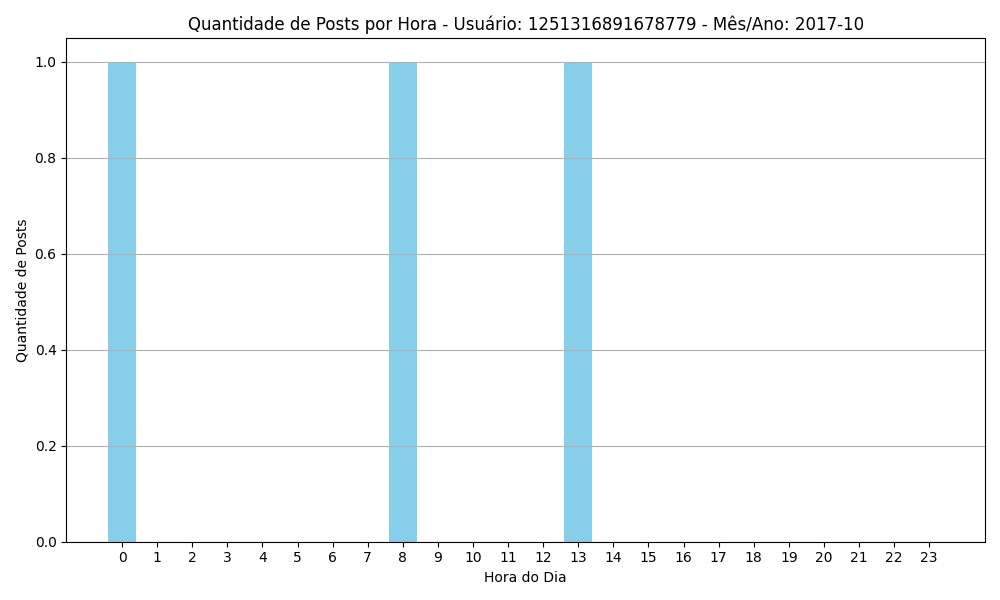 Quantidade de Posts por Hora - Usuário: 1251316891678779 - Mês/Ano: 2017-10
Quantidade de Posts
1.0
0.8
0.6
0.4
0.2
0.0
0 1 2 3 4 5 6 7 8 9 10 11 12 13 14 15 16 17 18 19 20 21 22 23
Hora do Dia